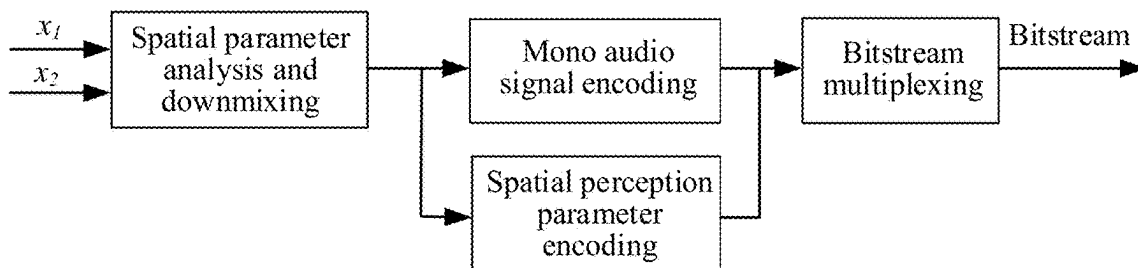 x1
x2
Spatial parameter
analysis and
downmixing
Mono audio
signal encoding
Spatial perception
parameter
encoding
Bitstream
multiplexing
Bitstream